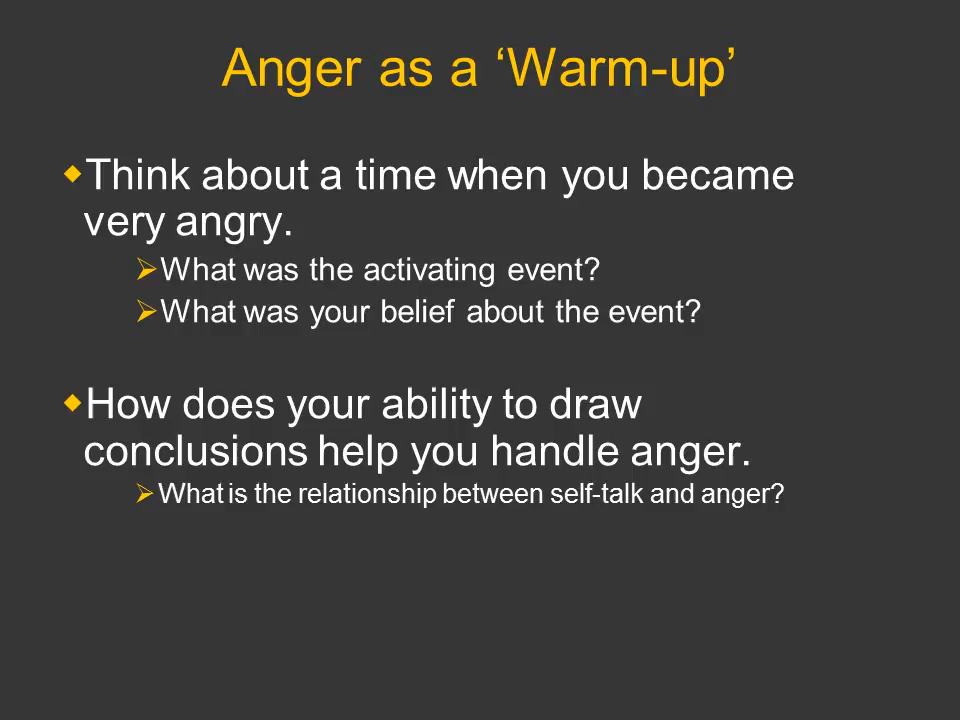 Anger as a ‘Warm-up’
Think about a time when you became
very angry.
What was the activating event?
What was your belief about the event?
How does your ability to draw
conclusions help you handle anger.
What is the relationship between self-talk and anger?